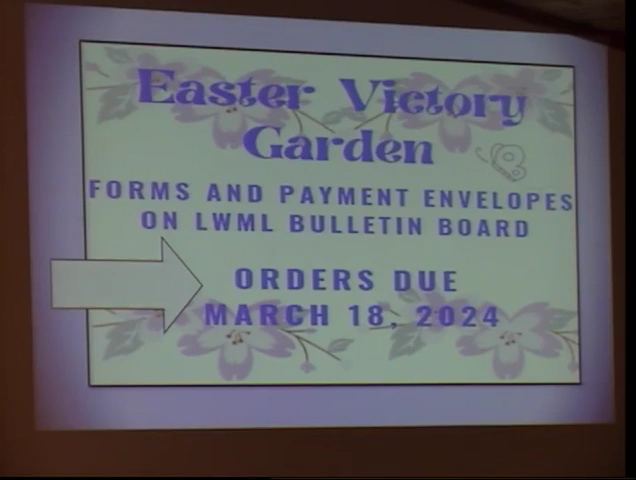 Easter Victory
Garden
FORMS AND PAYMENT ENVELOPES
ON LWML BULLETIN BOARD
ORDERS DUE
MARCH 18, 2024